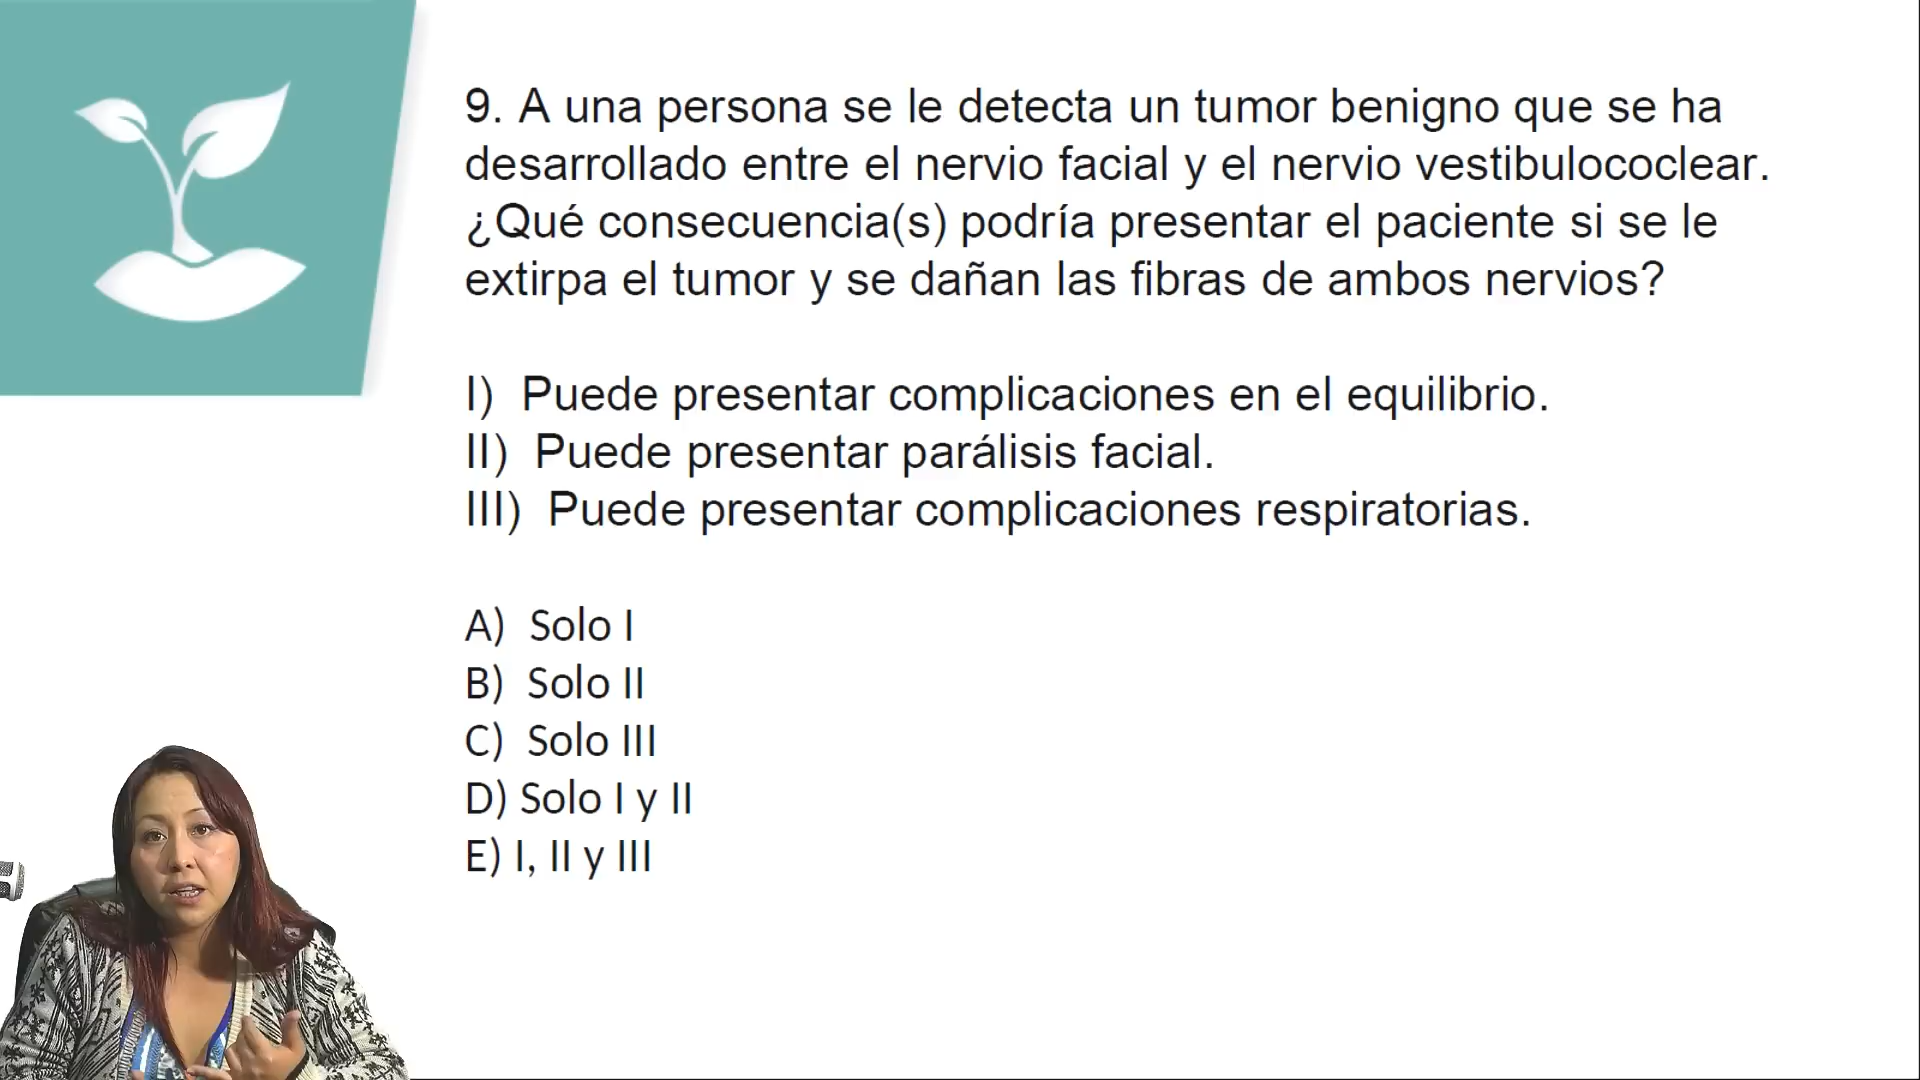 9. A una persona se le detecta un tumor benigno que se ha
desarrollado entre el nervio facial y el nervio vestibulococlear.
¿Qué consecuencia(s) podría presentar el paciente si se le
extirpa el tumor y se dañan las fibras de ambos nervios?
I) Puede presentar complicaciones en el equilibrio.
II) Puede presentar parálisis facial.
III) Puede presentar complicaciones respiratorias.
A) Solo I
B) Solo II
C) Solo III
D) Solo I y II
E) I, II y III